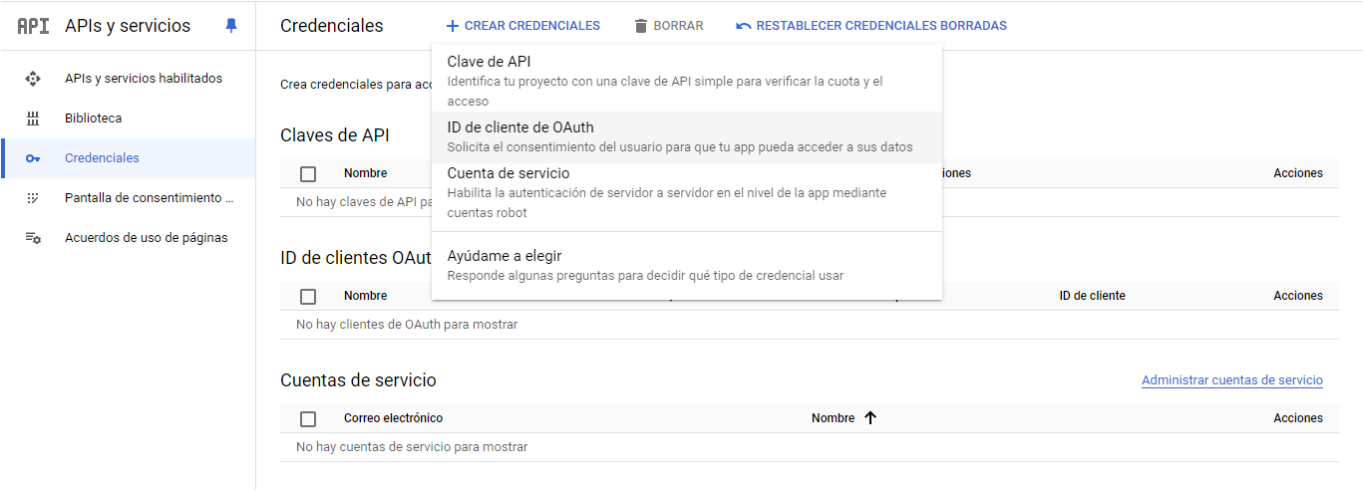 API APIs y servicios
APIs y servicios habilitados
Biblioteca
Credenciales
Pantalla de consentimiento ...
Acuerdos de uso de páginas
Credenciales
+ CREAR CREDENCIALES
BORRAR
RESTABLECER CREDENCIALES BORRADAS
Crea credenciales para acc
Clave de API
Identifica tu proyecto con una clave de API simple para verificar la cuota y el
acceso
ID de cliente de OAuth
Solicita el consentimiento del usuario para que tu app pueda acceder a sus datos
Cuenta de servicio
Habilita la autenticación de servidor a servidor en el nivel de la app mediante
cuentas robot
Ayúdame a elegir
Responde algunas preguntas para decidir qué tipo de credencial usar
Claves de API
Nombre iones Acciones
No hay claves de API pa
ID de clientes OAut
Nombre ID de cliente Acciones
No hay clientes de OAuth para mostrar
Cuentas de servicio Administrar cuentas de servicio
Correo electrónico Nombre Acciones
No hay cuentas de servicio para mostrar